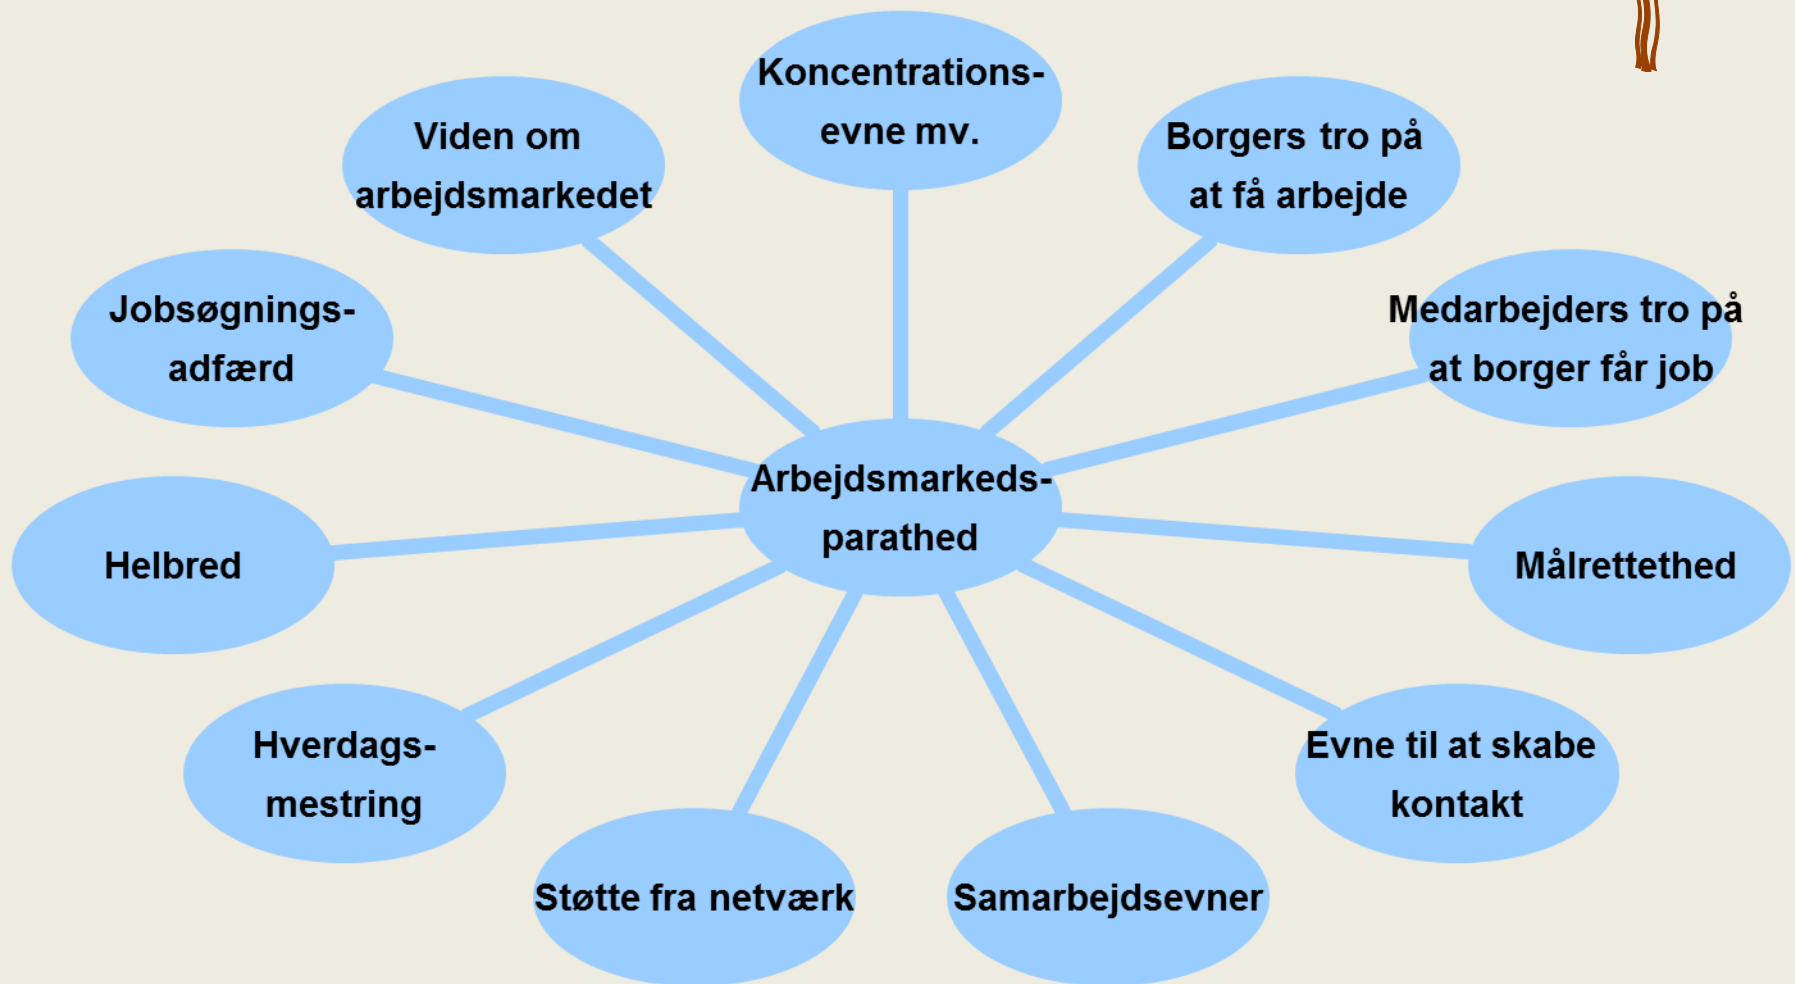 Koncentrations-
evne mv.
Viden om
arbejdsmarkedet
Borgers tro på
at få arbejde
Jobsøgnings-
adfærd
Medarbejders tro på
at borger får job
Arbejdsmarkeds-
parathed
Helbred
Målrettethed
Hverdags-
mestring
Evne til at skabe
kontakt
Støtte fra netværk
Samarbejdsevner